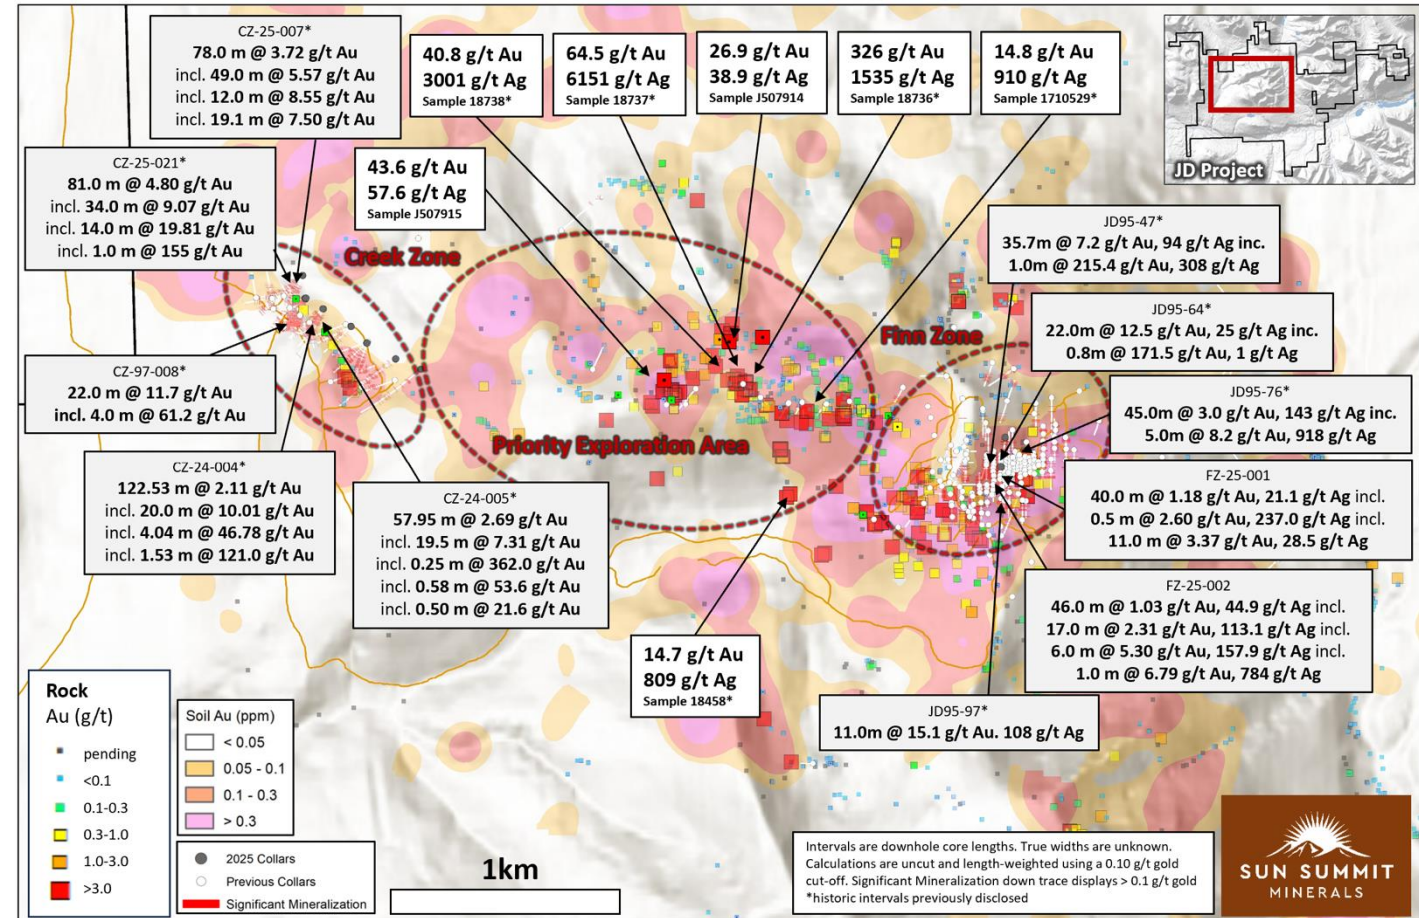 CZ-25-007*
78.0 m @ 3.72 g/t Au
incl. 49.0 m @ 5.57 g/t Au
incl. 12.0 m @ 8.55 g/t Au
incl. 19.1 m @ 7.50 g/t Au
40.8 g/t Au
3001 g/t Ag
Sample 18738*
64.5 g/t Au
6151 g/t Ag
Sample 18737*
26.9 g/t Au
38.9 g/t Ag
Sample J507914
326 g/t Au
1535 g/t Ag
Sample 18736*
14.8 g/t Au
910 g/t Ag
Sample 1710529*
JD Project
CZ-25-021*
81.0 m @ 4.80 g/t Au
incl. 34.0 m @ 9.07 g/t Au
incl. 14.0 m @ 19.81 g/t Au
incl. 1.0 m @ 155 g/t Au
43.6 g/t Au
57.6 g/t Ag
Sample J507915
JD95-47*
35.7m @ 7.2 g/t Au, 94 g/t Ag inc.
1.0m @ 215.4 g/t Au, 308 g/t Ag
Creek Zone
JD95-64*
22.0m @ 12.5 g/t Au, 25 g/t Ag inc.
0.8m @ 171.5 g/t Au, 1 g/t Ag
Finn Zone
CZ-97-008*
22.0 m @ 11.7 g/t Au
incl. 4.0 m @ 61.2 g/t Au
JD95-76*
45.0m @ 3.0 g/t Au, 143 g/t Ag inc.
5.0m @ 8.2 g/t Au, 918 g/t Ag
Priority Exploration Area
CZ-24-004*
122.53 m @ 2.11 g/t Au
incl. 20.0 m @ 10.01 g/t Au
incl. 4.04 m @ 46.78 g/t Au
incl. 1.53 m @ 121.0 g/t Au
CZ-24-005*
57.95 m @ 2.69 g/t Au
incl. 19.5 m @ 7.31 g/t Au
incl. 0.25 m @ 362.0 g/t Au
incl. 0.58 m @ 53.6 g/t Au
incl. 0.50 m @ 21.6 g/t Au
FZ-25-001
40.0 m @ 1.18 g/t Au, 21.1 g/t Ag incl.
0.5 m @ 2.60 g/t Au, 237.0 g/t Ag incl.
11.0 m @ 3.37 g/t Au, 28.5 g/t Ag
FZ-25-002
46.0 m @ 1.03 g/t Au, 44.9 g/t Ag incl.
17.0 m @ 2.31 g/t Au, 113.1 g/t Ag incl.
6.0 m @ 5.30 g/t Au, 157.9 g/t Ag incl.
1.0 m @ 6.79 g/t Au, 784 g/t Ag
14.7 g/t Au
809 g/t Ag
Sample 18458*
JD95-97*
11.0m @ 15.1 g/t Au. 108 g/t Ag
Rock
Au (g/t)
pending
<0.1
0.1-0.3
0.3-1.0
1.0-3.0
>3.0
Soil Au (ppm)
< 0.05
0.05 - 0.1
0.1 - 0.3
> 0.3
2025 Collars
Previous Collars
Significant Mineralization
1km
Intervals are downhole core lengths. True widths are unknown.
Calculations are uncut and length-weighted using a 0.10 g/t gold
cut-off. Significant Mineralization down trace displays > 0.1 g/t gold
*historic intervals previously disclosed
SUN SUMMIT
MINERALS